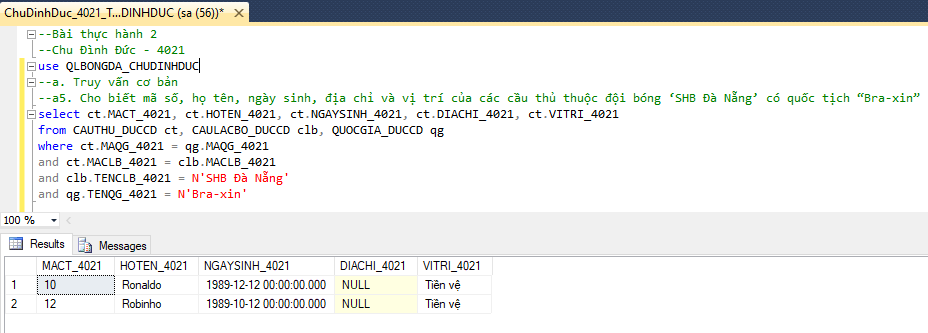 ChuDinhDuc_4021_T...DINHDUC (sa (56))* ✕
--Bài thực hành 2
--Chu Đình Đức - 4021
use QLBONGDA_CHUDINHDUC
--a. Truy vấn cơ bản
--a5. Cho biết mã số, họ tên, ngày sinh, địa chỉ và vị trí của các cầu thủ thuộc đội bóng ‘SHB Đà Nẵng’ có quốc tịch “Bra-xin”
select ct.MACT_4021, ct.HOTEN_4021, ct.NGAYSINH_4021, ct.DIACHI_4021, ct.VITRI_4021
from CAUTHU_DUCCD ct, CAULACBO_DUCCD clb, QUOCGIA_DUCCD qg
where ct.MAQG_4021 = qg.MAQG_4021
and ct.MACLB_4021 = clb.MACLB_4021
and clb.TENCLB_4021 = N'SHB Đà Nẵng'
and qg.TENQG_4021 = N'Bra-xin'
100 %
Results Messages
MACT_4021 HOTEN_4021 NGAYSINH_4021 DIACHI_4021 VITRI_4021
1 10 Ronaldo 1989-12-12 00:00:00.000 NULL Tiền vệ
2 12 Robinho 1989-10-12 00:00:00.000 NULL Tiền vệ